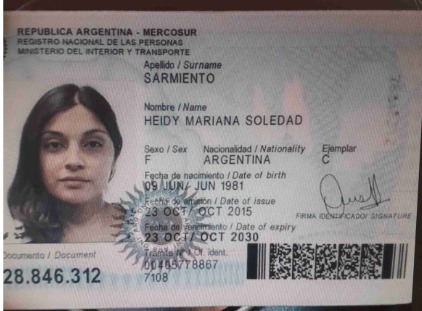 REPUBLICA ARGENTINA - MERCOSUR
REGISTRO NACIONAL DE LAS PERSONAS
MINISTERIO DEL INTERIOR Y TRANSPORTE
Apellido / Surname
SARMIENTO
Nombre / Name
HEIDY MARIANA SOLEDAD
Sexo / Sex Nacionalidad / Nationality Ejemplar
F ARGENTINA C
Fecha de nacimiento / Date of birth
09 JUN/ JUN 1981
Fecha de emisión / Date of issue
23 OCT/ OCT 2015
FIRMA IDENTIFICADO/ SIGNATURE
Fecha de vencimiento / Date of expiry
23 OCT/ OCT 2030
Documento / Document
Trámite Nº / Of. ident.
28.846.312
00405778867
7108